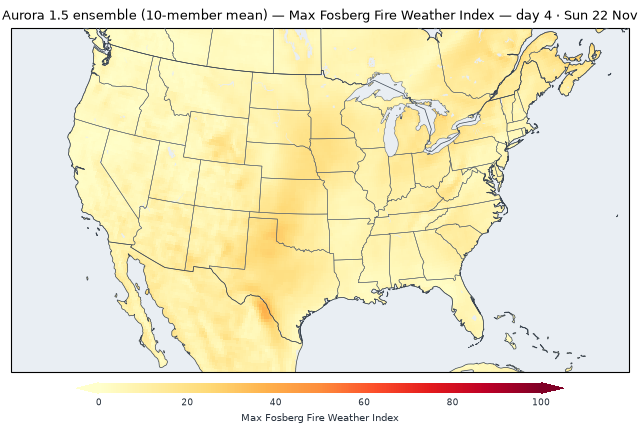 Aurora 1.5 ensemble (10-member mean) — Max Fosberg Fire Weather Index — day 4 · Sun 22 Nov
0 20 40 60 80 100
Max Fosberg Fire Weather Index